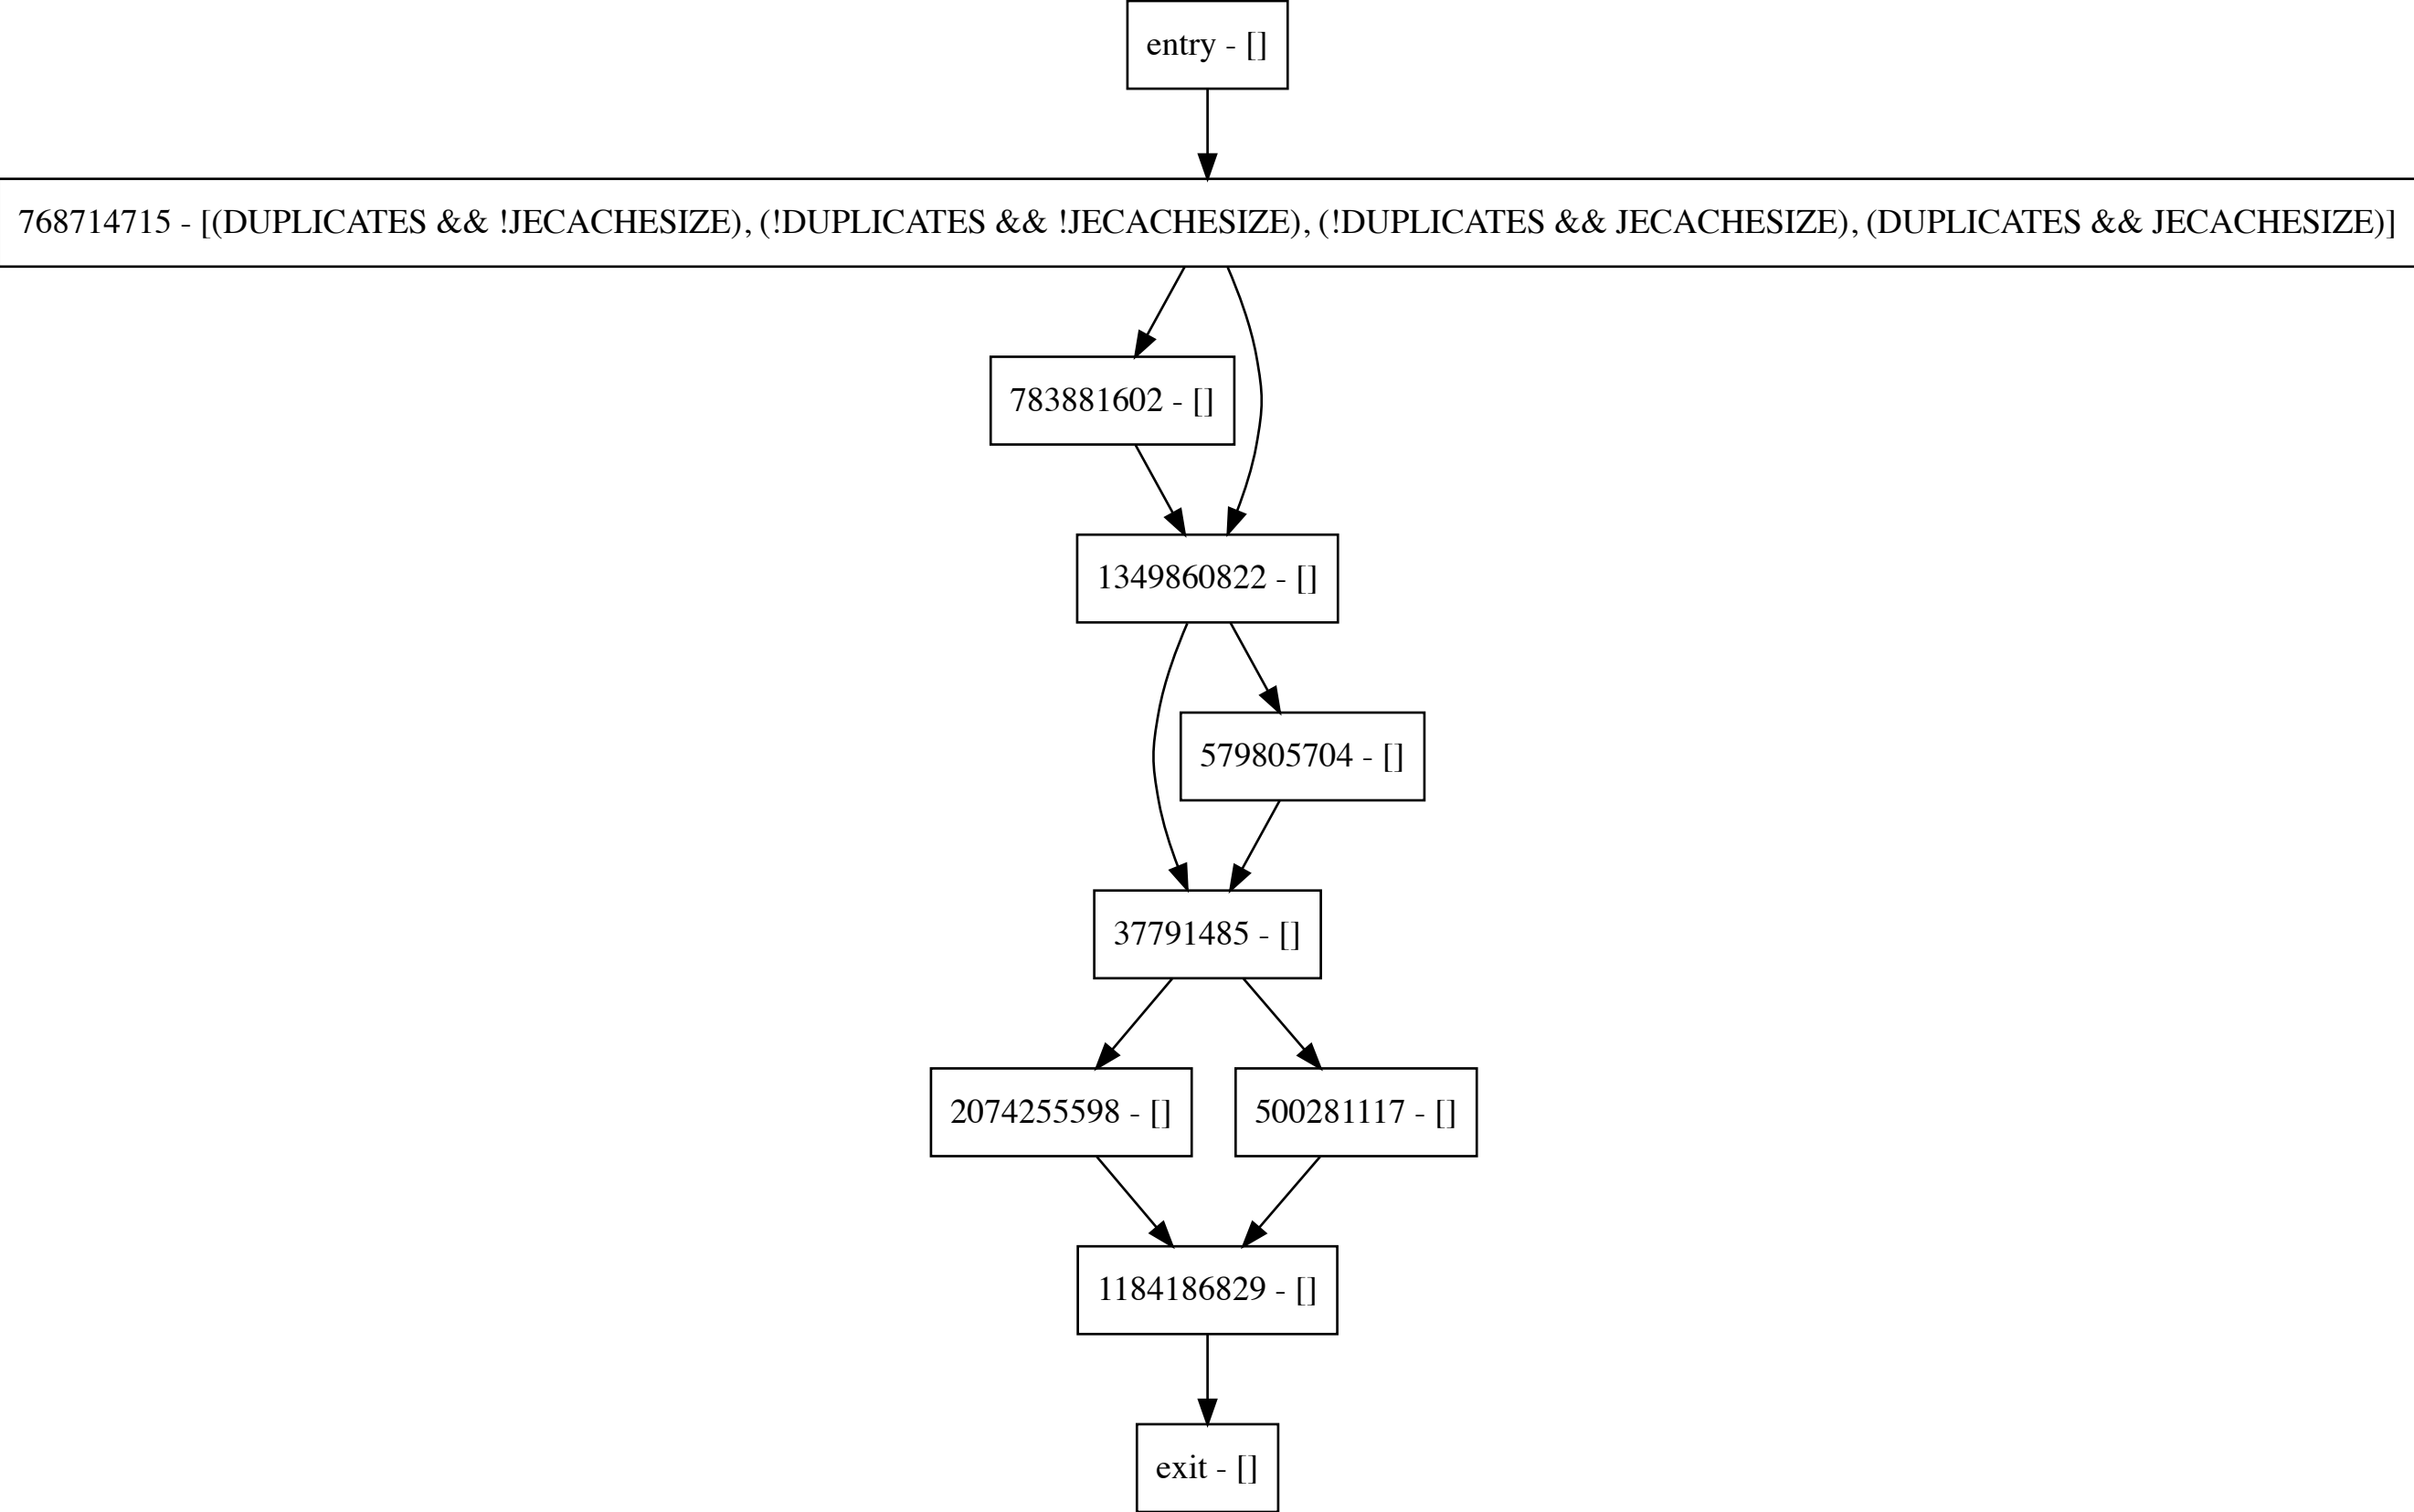 entry - []
768714715 - [(DUPLICATES && !JECACHESIZE), (!DUPLICATES && !JECACHESIZE), (!DUPLICATES && JECACHESIZE), (DUPLICATES && JECACHESIZE)]
783881602 - []
1349860822 - []
579805704 - []
37791485 - []
2074255598 - []
500281117 - []
1184186829 - []
exit - []